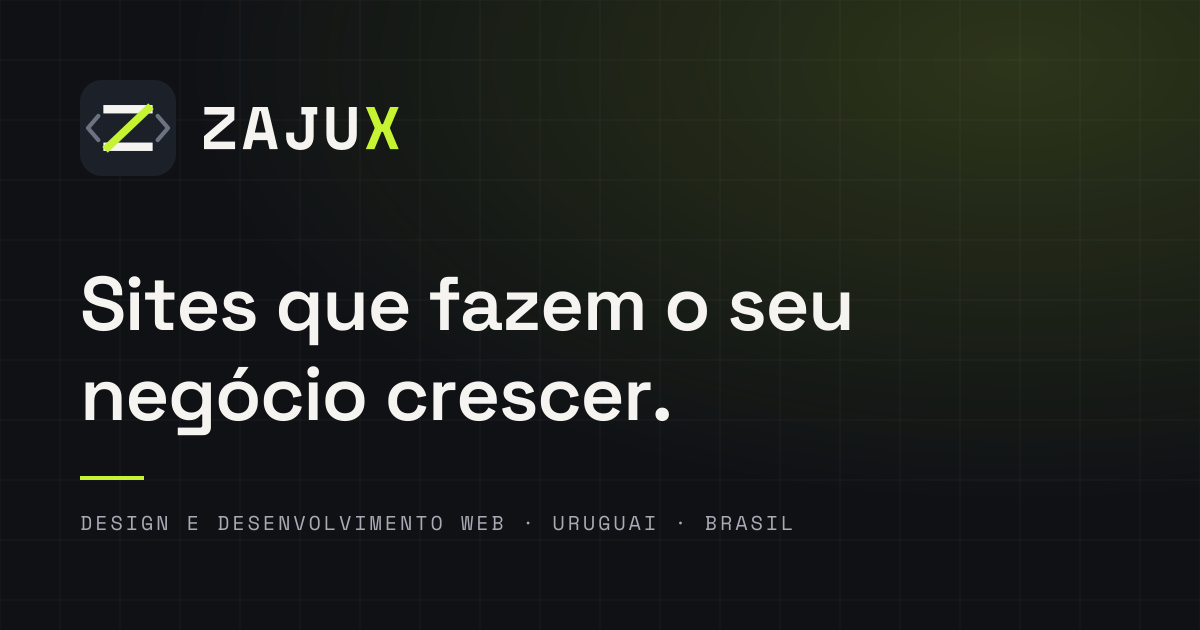 ZAJUX
Sites que fazem o seu
negócio crescer.
DESIGN E DESENVOLVIMENTO WEB · URUGUAI · BRASIL